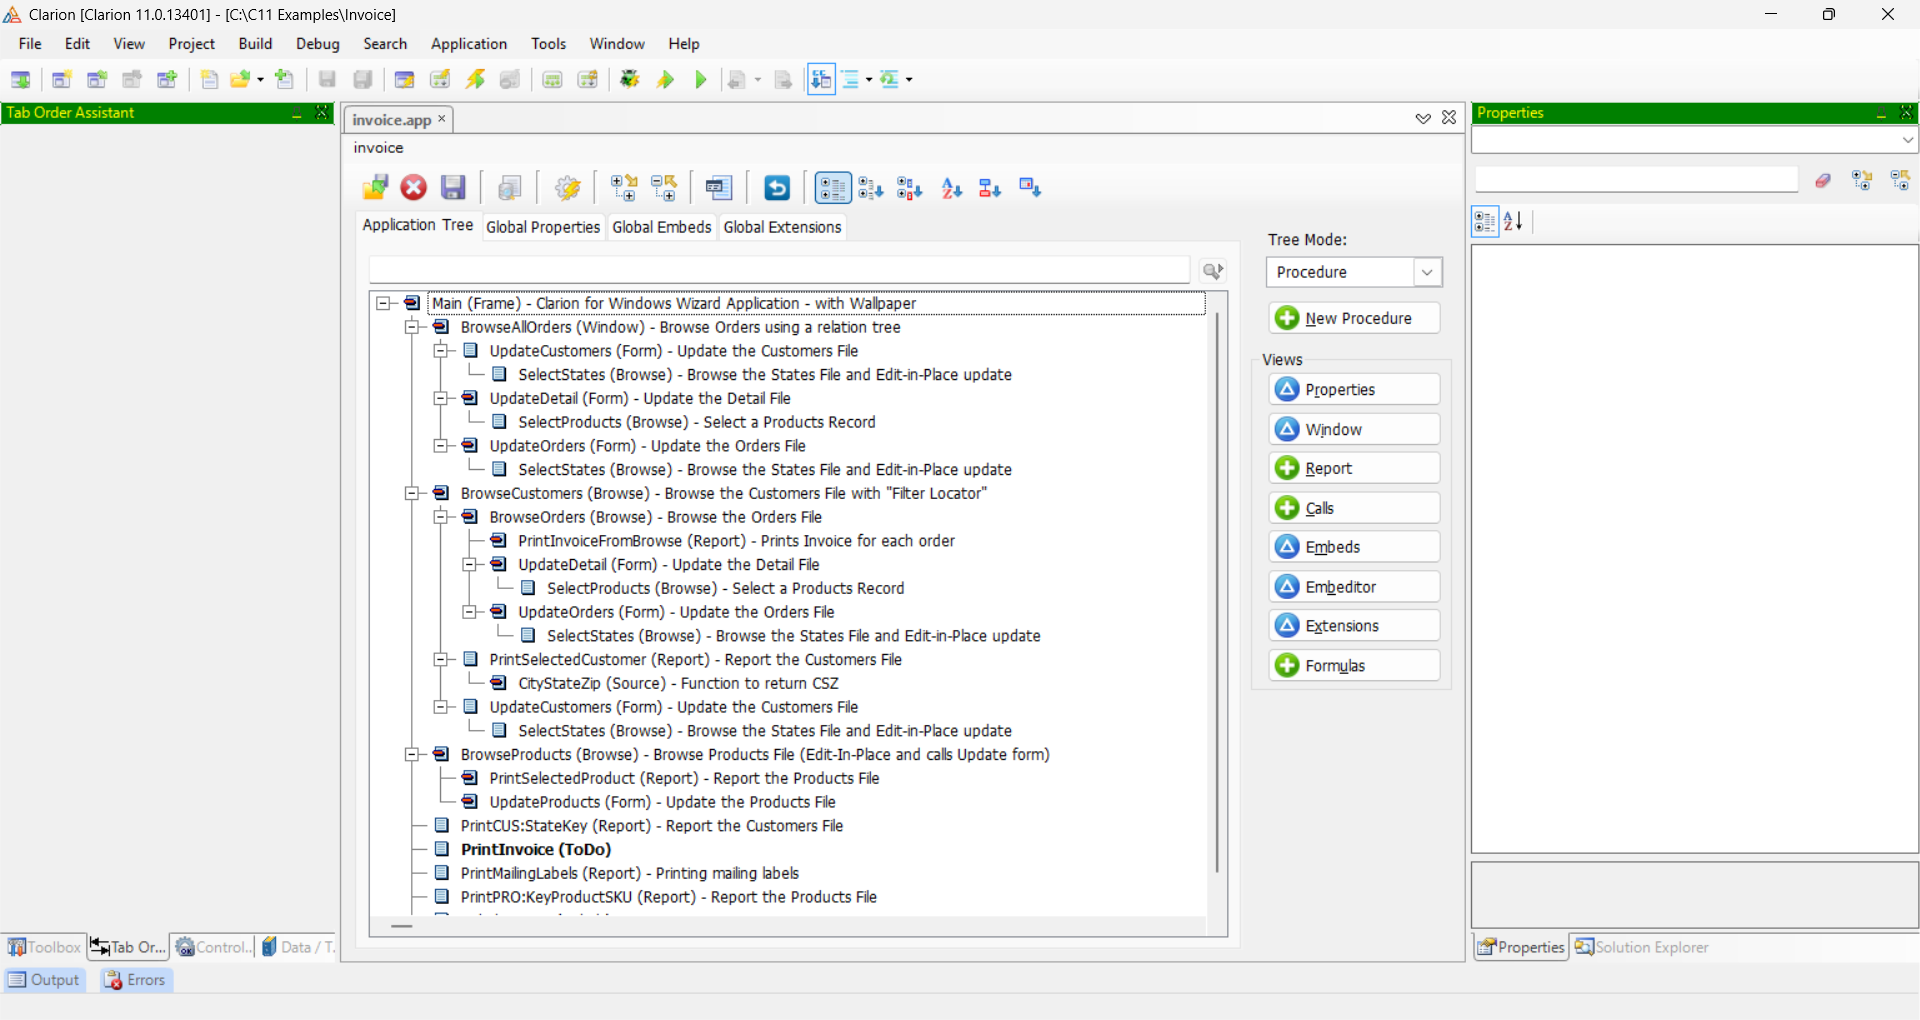 Clarion [Clarion 11.0.13401] - [C:\C11 Examples\Invoice]
File Edit View Project Build Debug Search Application Tools Window Help
Tab Order Assistant
invoice.app
Properties
invoice
Application Tree Global Properties Global Embeds Global Extensions
Tree Mode:
Procedure
New Procedure
Views
Properties
Window
Report
Calls
Embeds
Embeditor
Extensions
Formulas
Main (Frame) - Clarion for Windows Wizard Application - with Wallpaper
BrowseAllOrders (Window) - Browse Orders using a relation tree
UpdateCustomers (Form) - Update the Customers File
SelectStates (Browse) - Browse the States File and Edit-in-Place update
UpdateDetail (Form) - Update the Detail File
SelectProducts (Browse) - Select a Products Record
UpdateOrders (Form) - Update the Orders File
SelectStates (Browse) - Browse the States File and Edit-in-Place update
BrowseCustomers (Browse) - Browse the Customers File with "Filter Locator"
BrowseOrders (Browse) - Browse the Orders File
PrintInvoiceFromBrowse (Report) - Prints Invoice for each order
UpdateDetail (Form) - Update the Detail File
SelectProducts (Browse) - Select a Products Record
UpdateOrders (Form) - Update the Orders File
SelectStates (Browse) - Browse the States File and Edit-in-Place update
PrintSelectedCustomer (Report) - Report the Customers File
CityStateZip (Source) - Function to return CSZ
UpdateCustomers (Form) - Update the Customers File
SelectStates (Browse) - Browse the States File and Edit-in-Place update
BrowseProducts (Browse) - Browse Products File (Edit-In-Place and calls Update form)
PrintSelectedProduct (Report) - Report the Products File
UpdateProducts (Form) - Update the Products File
PrintCUS:StateKey (Report) - Report the Customers File
PrintInvoice (ToDo)
PrintMailingLabels (Report) - Printing mailing labels
PrintPRO:KeyProductSKU (Report) - Report the Products File
Toolbox Tab Or... Control... Data / T...
Properties Solution Explorer
Output Errors